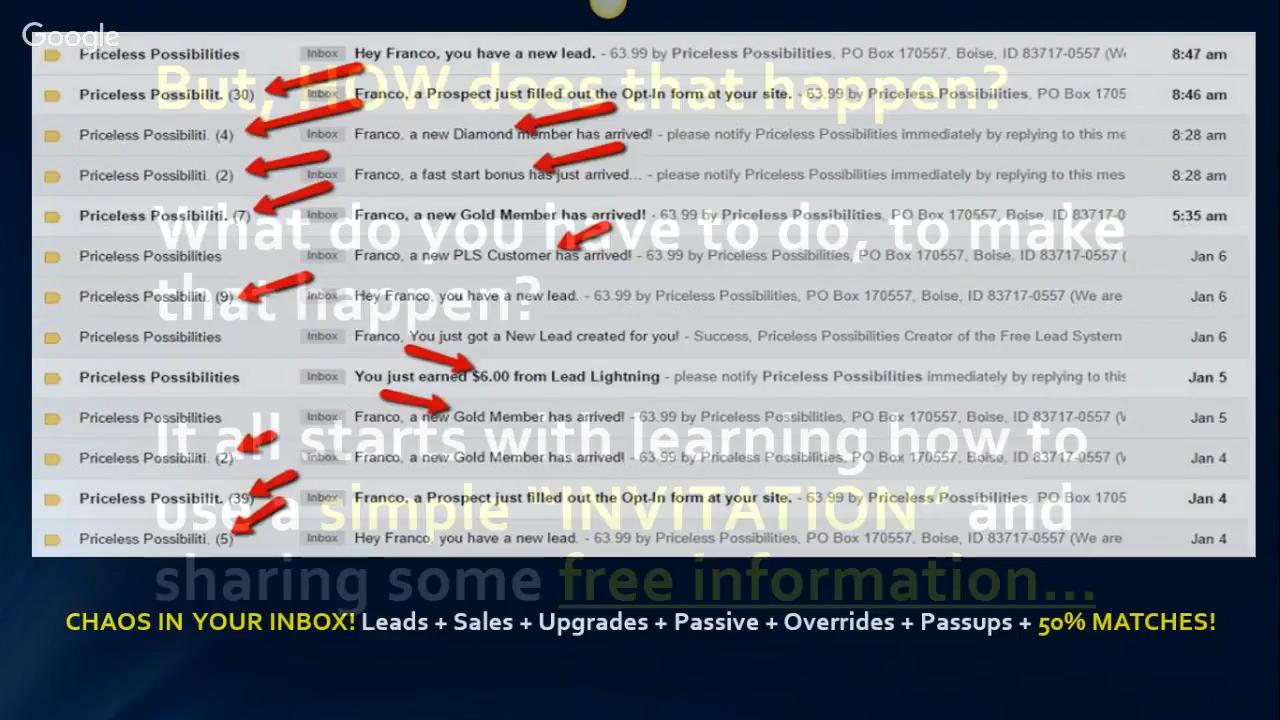 Google
Priceless Possibilities Inbox Hey Franco, you have a new lead. - 63.99 by Priceless Possibilities, PO Box 170557, Boise, ID 83717-0557 (We 8:47 am
But, HOW does that happen?
Priceless Possibilit. (30) Inbox Franco, a Prospect just filled out the Opt-In form at your site. - 63.99 by Priceless Possibilities, PO Box 1705 8:46 am
Priceless Possibiliti. (4) Inbox Franco, a new Diamond member has arrived! - please notify Priceless Possibilities immediately by replying to this me 8:28 am
Priceless Possibiliti. (2) Inbox Franco, a fast start bonus has just arrived... - please notify Priceless Possibilities immediately by replying to this mes 8:28 am
Priceless Possibiliti. (7) Inbox Franco, a new Gold Member has arrived! - 63.99 by Priceless Possibilities, PO Box 170557, Boise, ID 83717-0 5:35 am
What do you have to do, to make
Priceless Possibilities Inbox Franco, a new PLS Customer has arrived! - 63.99 by Priceless Possibilities, PO Box 170557, Boise, ID 83717-0557 ( Jan 6
that happen?
Priceless Possibiliti. (9) Inbox Hey Franco, you have a new lead. - 63.99 by Priceless Possibilities, PO Box 170557, Boise, ID 83717-0557 (We are Jan 6
Priceless Possibilities Inbox Franco, You just got a New Lead created for you! - Success, Priceless Possibilities Creator of the Free Lead System Jan 6
Priceless Possibilities Inbox You just earned $6.00 from Lead Lightning - please notify Priceless Possibilities immediately by replying to this Jan 5
Priceless Possibilities Inbox Franco, a new Gold Member has arrived! - 63.99 by Priceless Possibilities, PO Box 170557, Boise, ID 83717-0557 (V Jan 5
It all starts with learning how to
Priceless Possibiliti. (2) Inbox Franco, a new Gold Member has arrived! - 63.99 by Priceless Possibilities, PO Box 170557, Boise, ID 83717-0557 (V Jan 4
Priceless Possibilit. (39) Inbox Franco, a Prospect just filled out the Opt-In form at your site. - 63.99 by Priceless Possibilities, PO Box 1705 Jan 4
use a simple "INVITATION" and
Priceless Possibiliti. (5) Inbox Hey Franco, you have a new lead. - 63.99 by Priceless Possibilities, PO Box 170557, Boise, ID 83717-0557 (We are Jan 4
sharing some free information...
CHAOS IN YOUR INBOX! Leads + Sales + Upgrades + Passive + Overrides + Passups + 50% MATCHES!